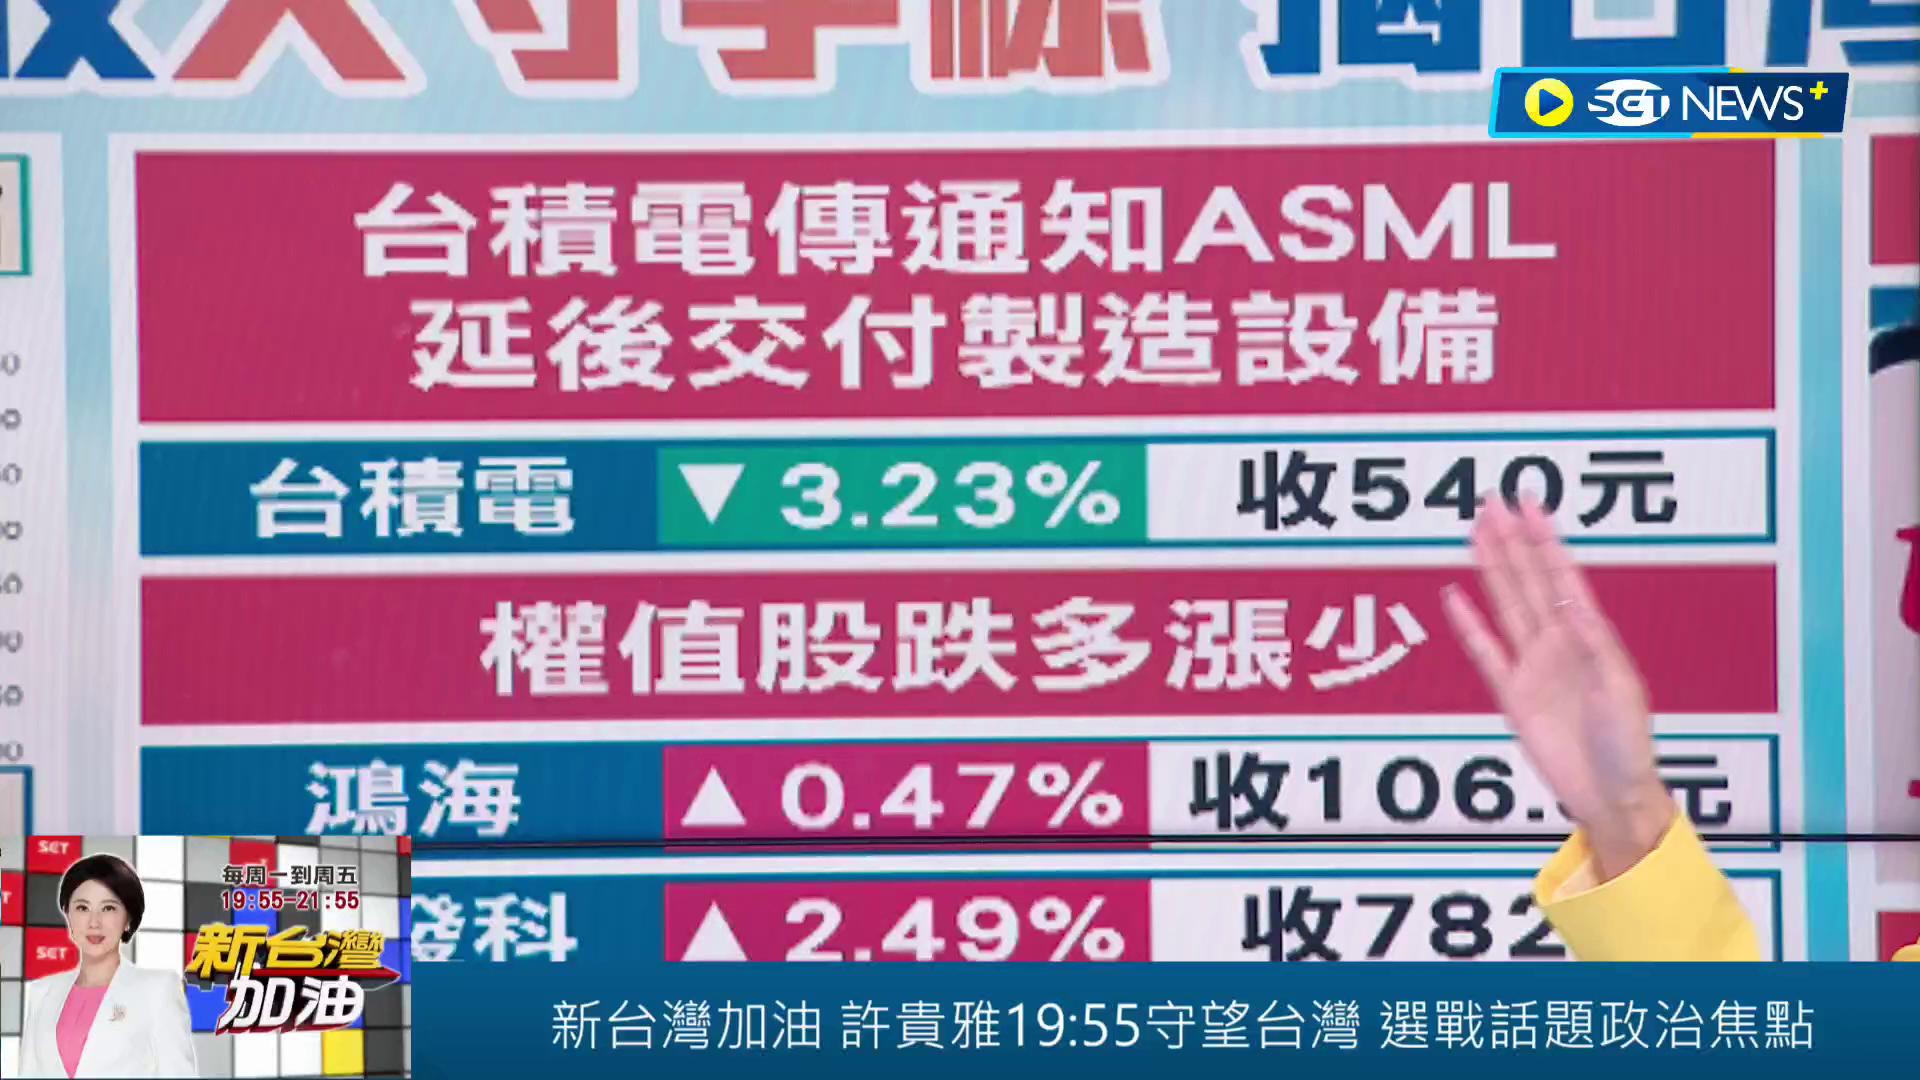 SET NEWS+
台積電傳通知ASML
延後交付製造設備
台積電 ▼3.23% 收540元
權值股跌多漲少
鴻海 ▲0.47% 收106. 元
發科 ▲2.49% 收782
SET
SET
每周一到周五
19:55-21:55
新台灣
加油
新台灣加油 許貴雅19:55守望台灣 選戰話題政治焦點